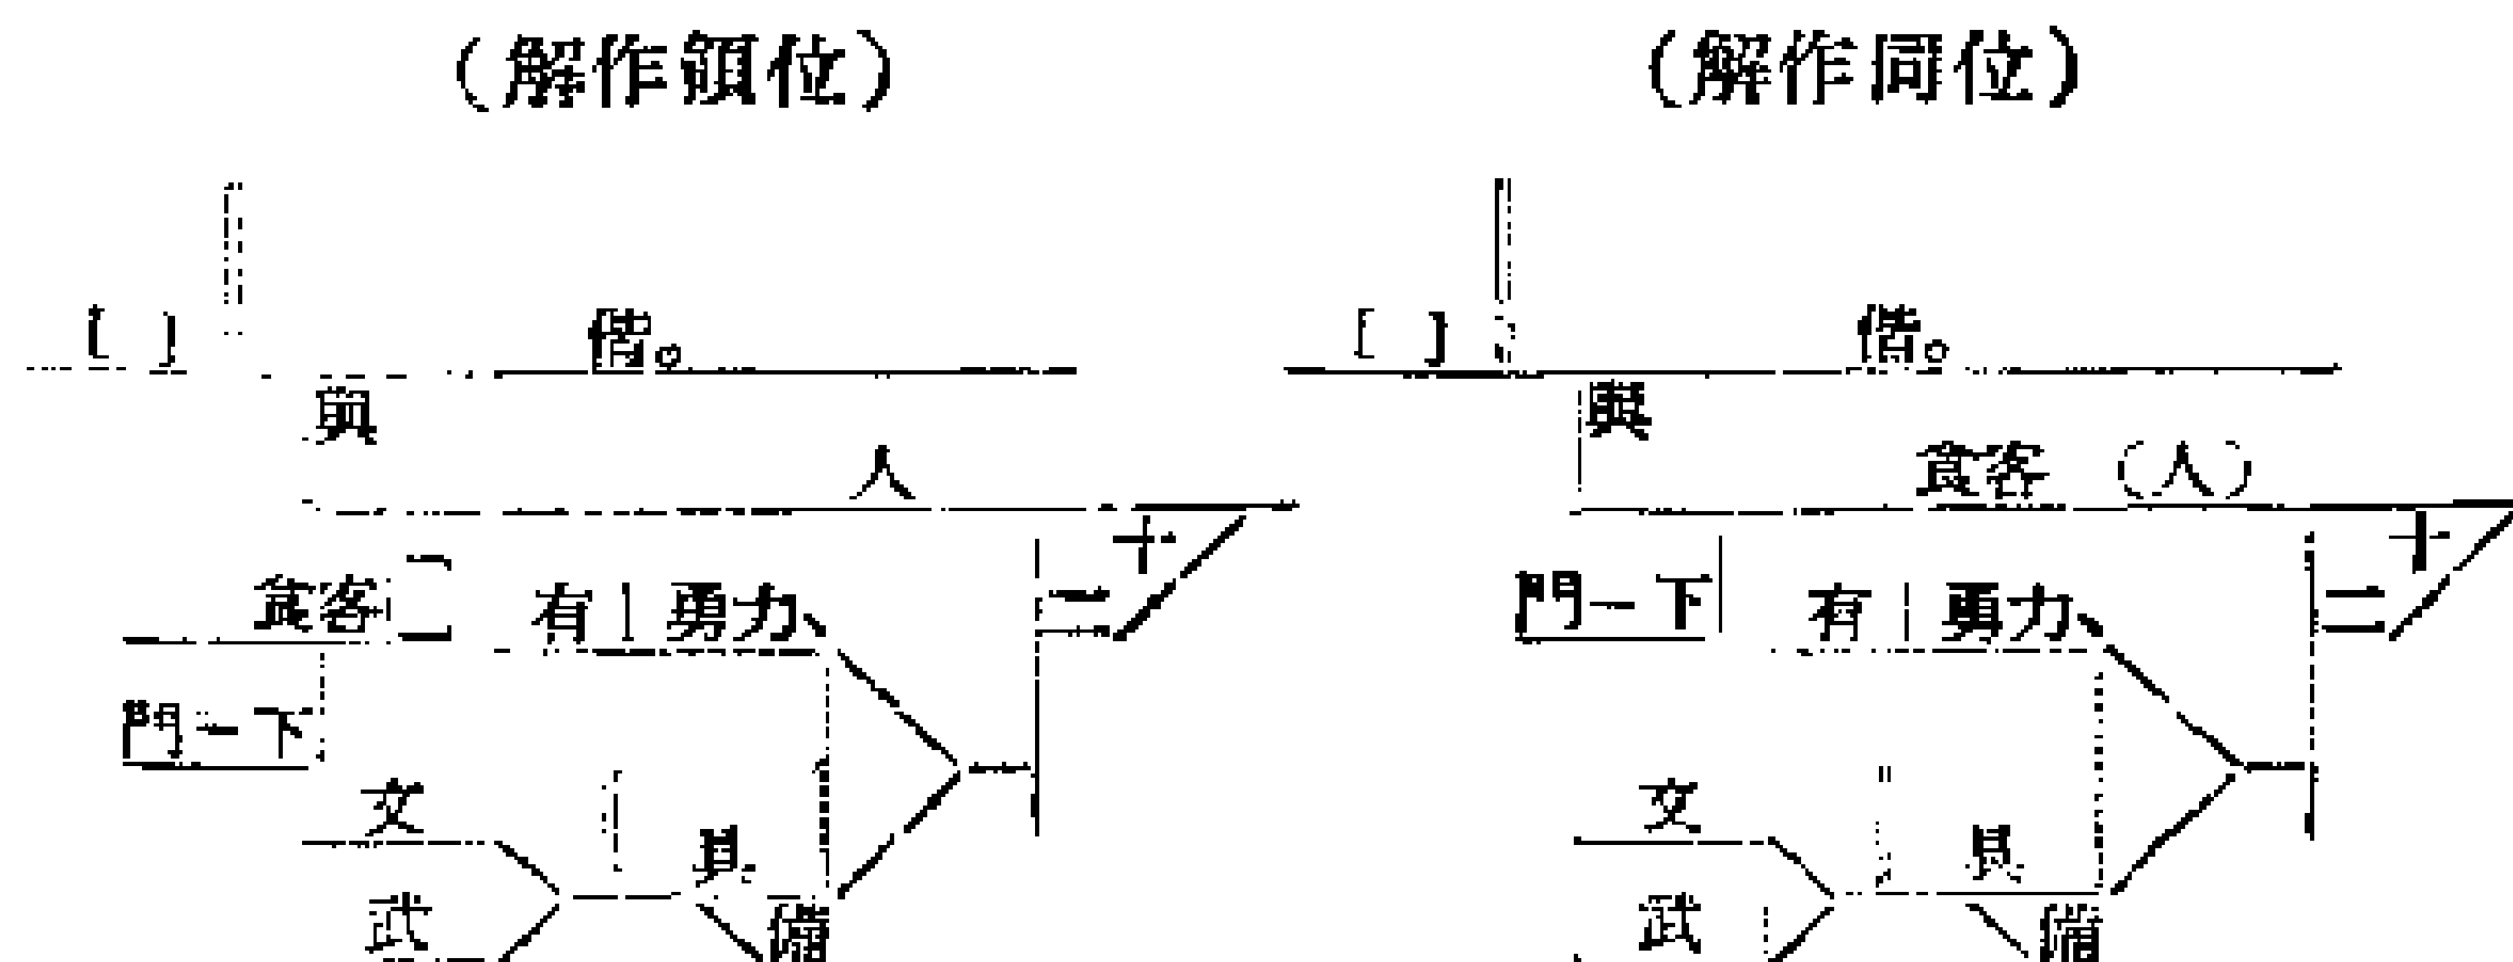 (解作領位)
[ ] 偕。
與
人
十
食客[ ] 有勇力、
二
門下
文
具
武
備
(解作同位)
[ ] 偕。
與
食客 (人)
十
門下 有勇力
二
文
具
武
備